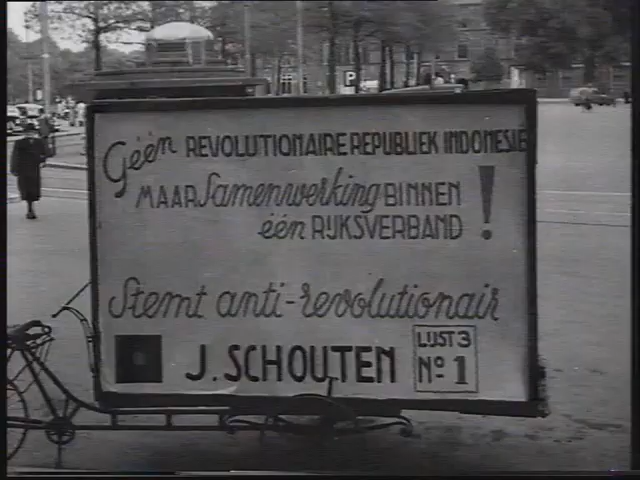 Géén REVOLUTIONAIRE REPUBLIEK INDONESIE
MAAR Samenwerking BINNEN
één RIJKSVERBAND !
Stemt anti-revolutionair
J. SCHOUTEN
LIJST 3
No 1
P